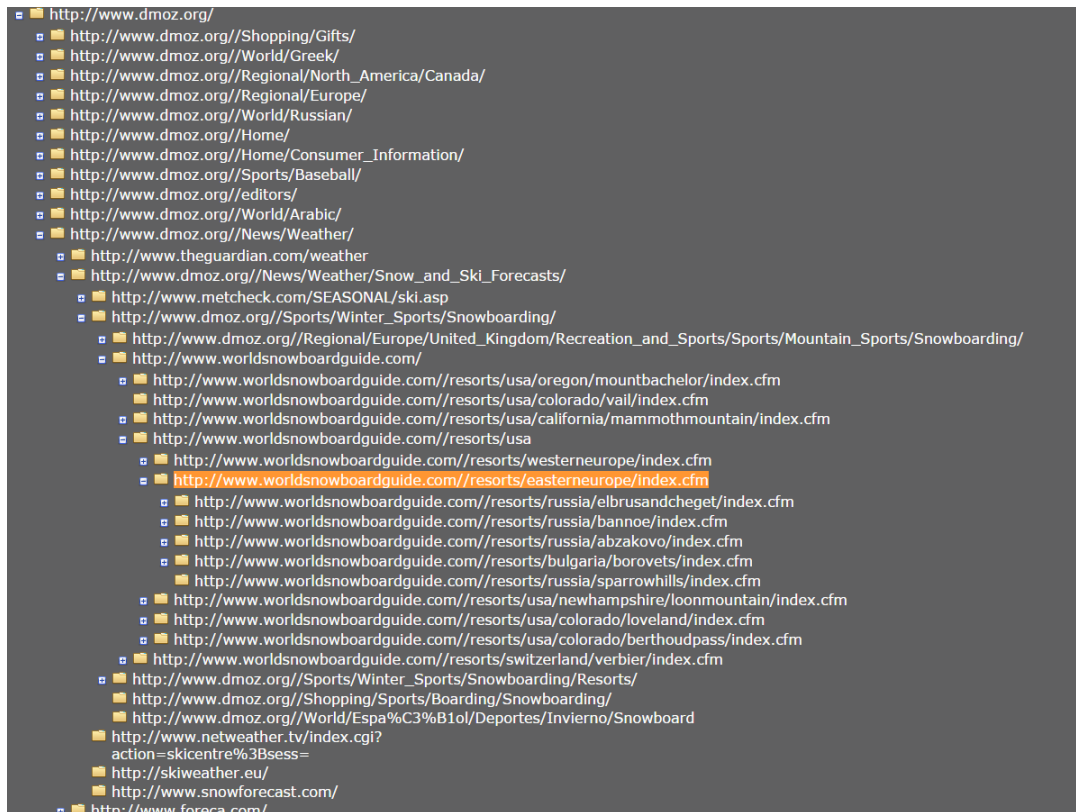 http://www.dmoz.org/
http://www.dmoz.org//Shopping/Gifts/
http://www.dmoz.org//World/Greek/
http://www.dmoz.org//Regional/North_America/Canada/
http://www.dmoz.org//Regional/Europe/
http://www.dmoz.org//World/Russian/
http://www.dmoz.org//Home/
http://www.dmoz.org//Home/Consumer_Information/
http://www.dmoz.org//Sports/Baseball/
http://www.dmoz.org//editors/
http://www.dmoz.org//World/Arabic/
http://www.dmoz.org//News/Weather/
http://www.theguardian.com/weather
http://www.dmoz.org//News/Weather/Snow_and_Ski_Forecasts/
http://www.metcheck.com/SEASONAL/ski.asp
http://www.dmoz.org//Sports/Winter_Sports/Snowboarding/
http://www.dmoz.org//Regional/Europe/United_Kingdom/Recreation_and_Sports/Sports/Mountain_Sports/Snowboarding/
http://www.worldsnowboardguide.com/
http://www.worldsnowboardguide.com//resorts/usa/oregon/mountbachelor/index.cfm
http://www.worldsnowboardguide.com//resorts/usa/colorado/vail/index.cfm
http://www.worldsnowboardguide.com//resorts/usa/california/mammothmountain/index.cfm
http://www.worldsnowboardguide.com//resorts/usa
http://www.worldsnowboardguide.com//resorts/westerneurope/index.cfm
http://www.worldsnowboardguide.com//resorts/easterneurope/index.cfm
http://www.worldsnowboardguide.com//resorts/russia/elbrusandcheget/index.cfm
http://www.worldsnowboardguide.com//resorts/russia/bannoe/index.cfm
http://www.worldsnowboardguide.com//resorts/russia/abzakovo/index.cfm
http://www.worldsnowboardguide.com//resorts/bulgaria/borovets/index.cfm
http://www.worldsnowboardguide.com//resorts/russia/sparrowhills/index.cfm
http://www.worldsnowboardguide.com//resorts/usa/newhampshire/loonmountain/index.cfm
http://www.worldsnowboardguide.com//resorts/usa/colorado/loveland/index.cfm
http://www.worldsnowboardguide.com//resorts/usa/colorado/berthoudpass/index.cfm
http://www.worldsnowboardguide.com//resorts/switzerland/verbier/index.cfm
http://www.dmoz.org//Sports/Winter_Sports/Snowboarding/Resorts/
http://www.dmoz.org//Shopping/Sports/Boarding/Snowboarding/
http://www.dmoz.org//World/Espa%C3%B1ol/Deportes/Invierno/Snowboard
http://www.netweather.tv/index.cgi?
action=skicentre%3Bsess=
http://skiweather.eu/
http://www.snowforecast.com/
http://www.foreca.com/